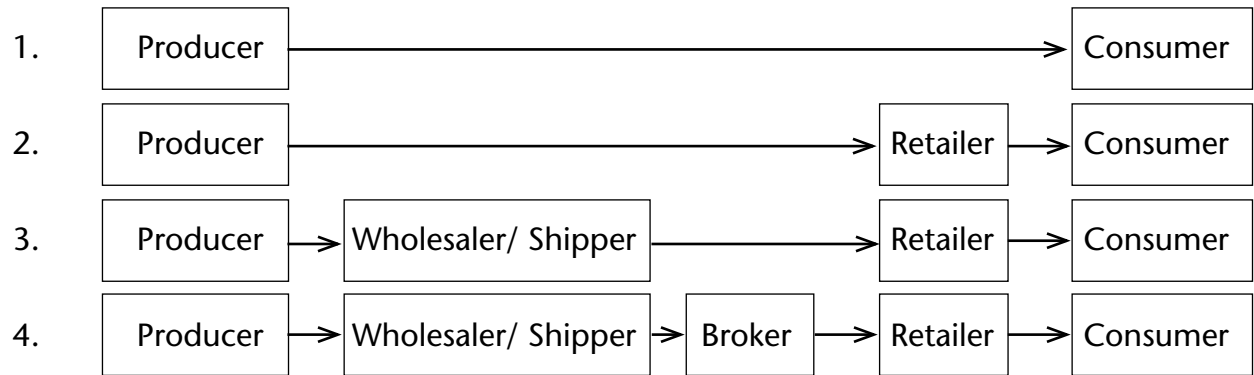 1. Producer Consumer
2. Producer Retailer Consumer
3. Producer Wholesaler/ Shipper Retailer Consumer
4. Producer Wholesaler/ Shipper Broker Retailer Consumer